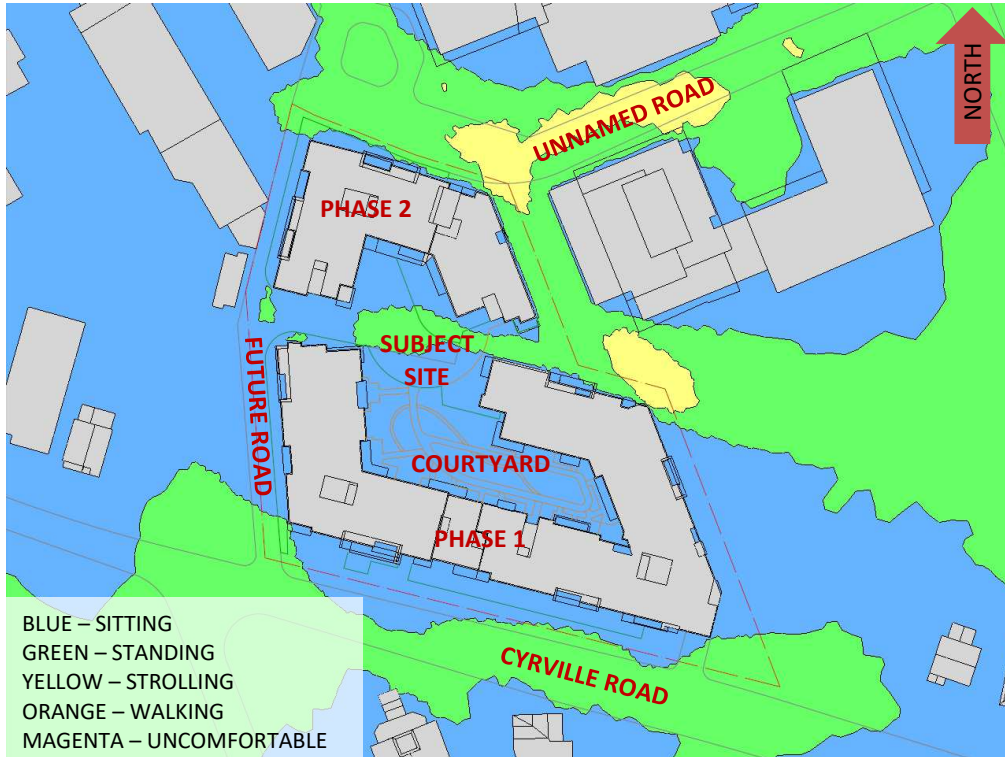 NORTH
UNNAMED ROAD
PHASE 2
SUBJECT
SITE
FUTURE ROAD
COURTYARD
PHASE 1
CYRVILLE ROAD
BLUE – SITTING
GREEN – STANDING
YELLOW – STROLLING
ORANGE – WALKING
MAGENTA – UNCOMFORTABLE